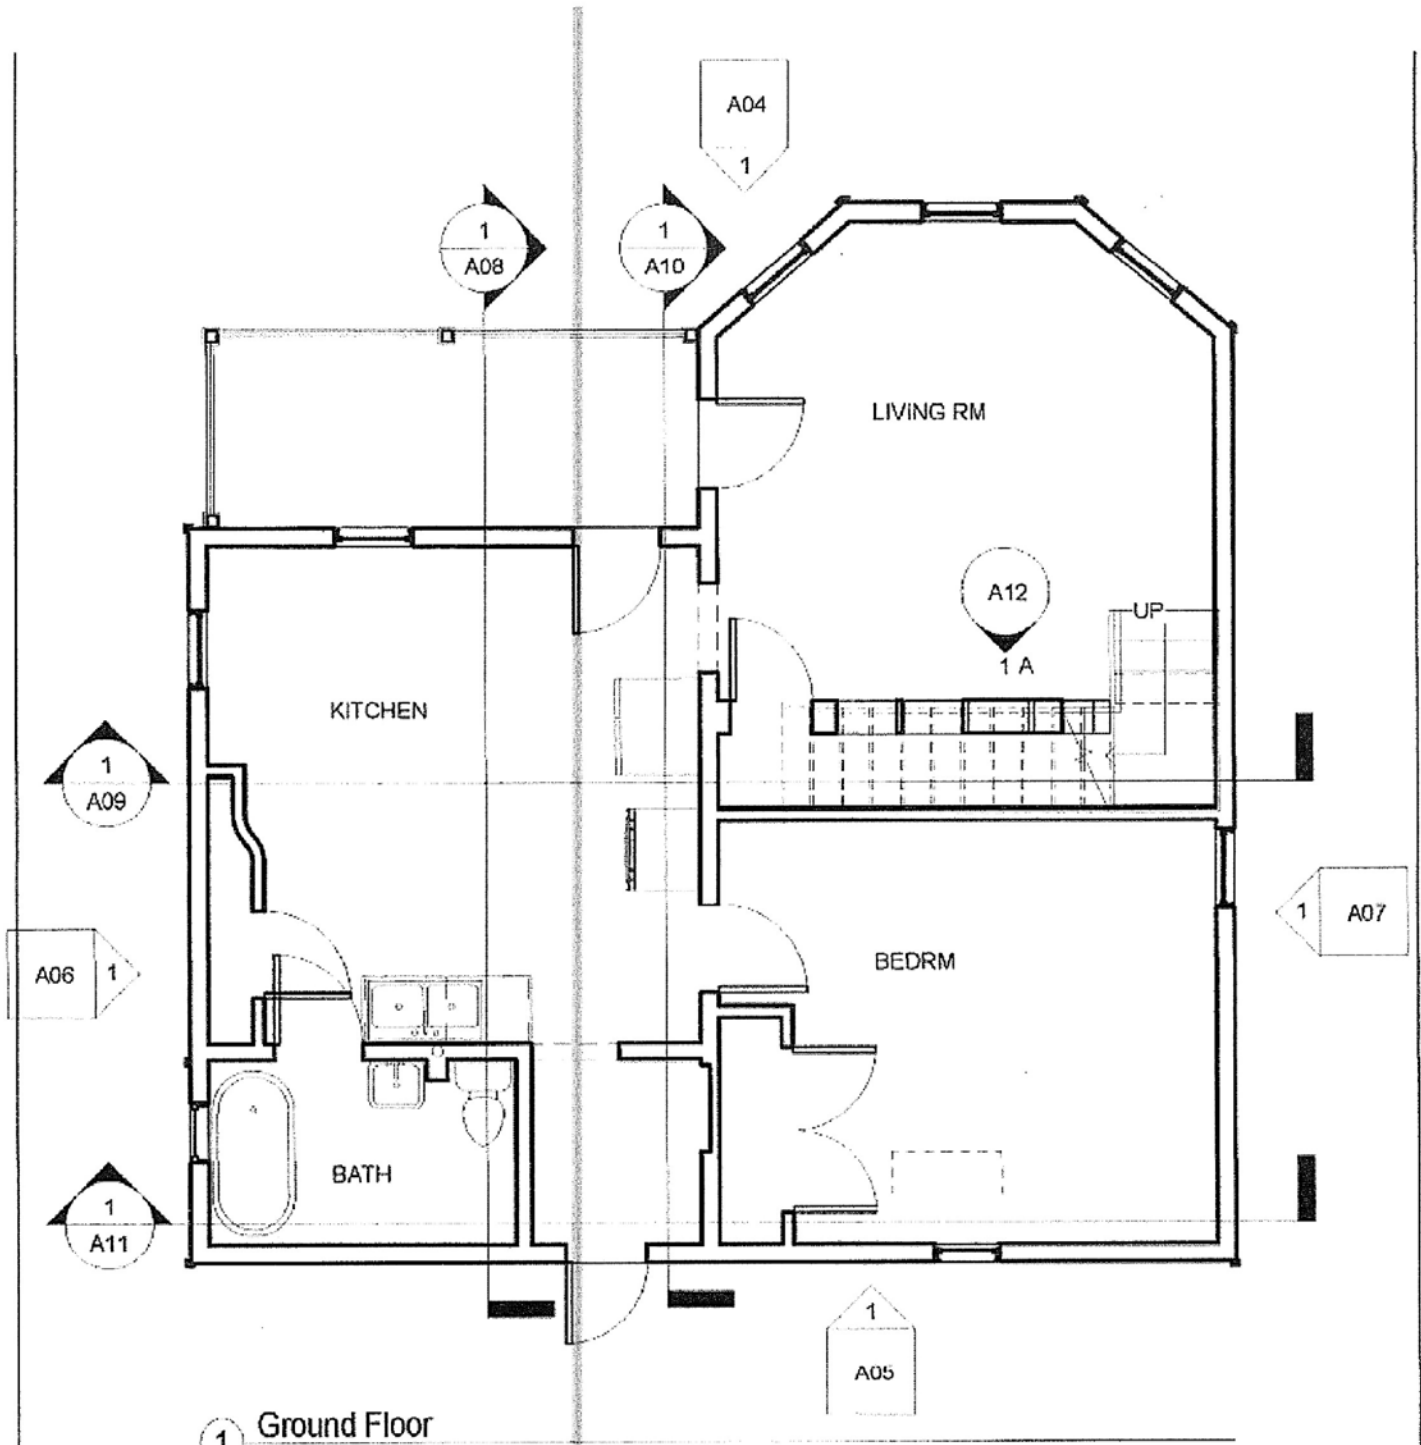 A04
1
1
A08
1
A10
LIVING RM
A12
1 A
UP
KITCHEN
1
A09
1
A07
A06
1
BEDRM
BATH
1
A11
1
A05
1
Ground Floor